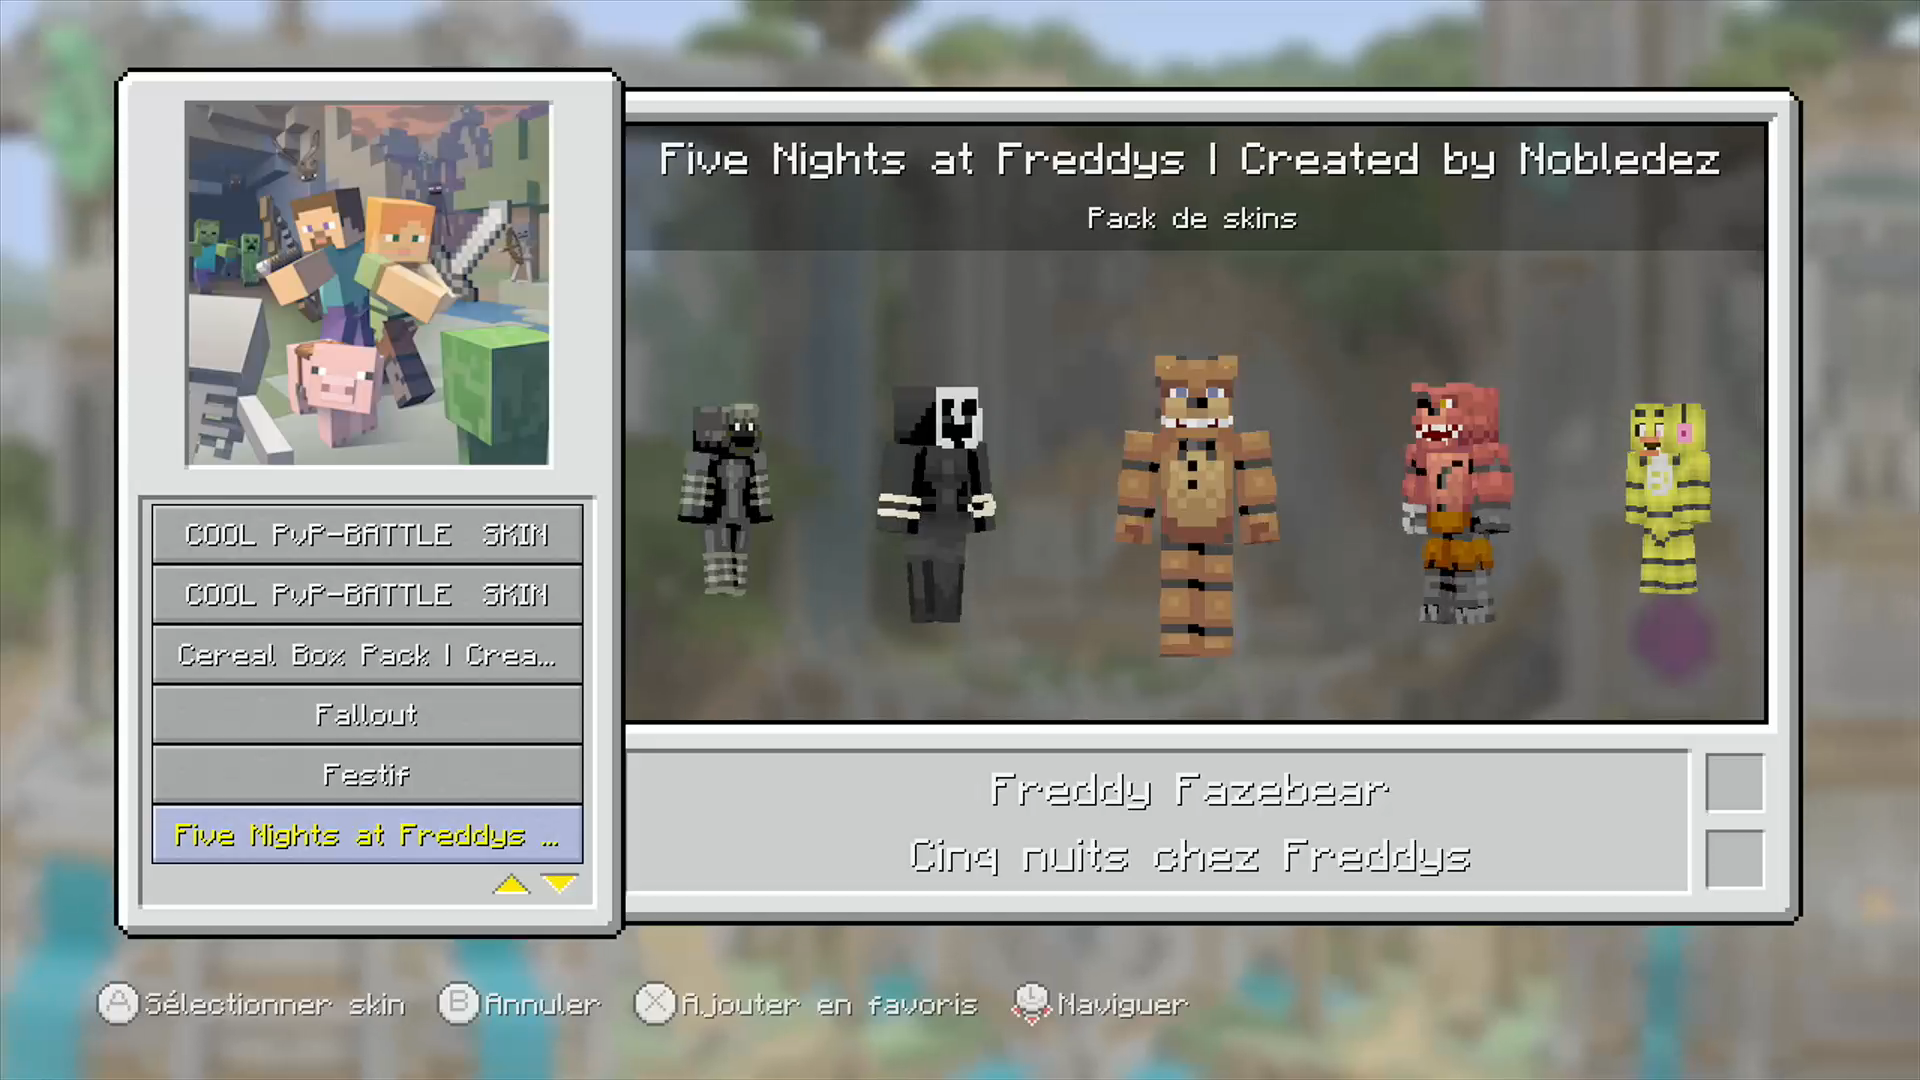 Five Nights at Freddys | Created by Nobledez
Pack de skins
COOL PvP-BATTLE SKIN
COOL PvP-BATTLE SKIN
Cereal Box Pack | Crea...
Fallout
Festif
Five Nights at Freddys ...
Freddy Fazebear
Cinq nuits chez Freddys
A Sélectionner skin
B Annuler
X Ajouter en favoris
L Naviguer